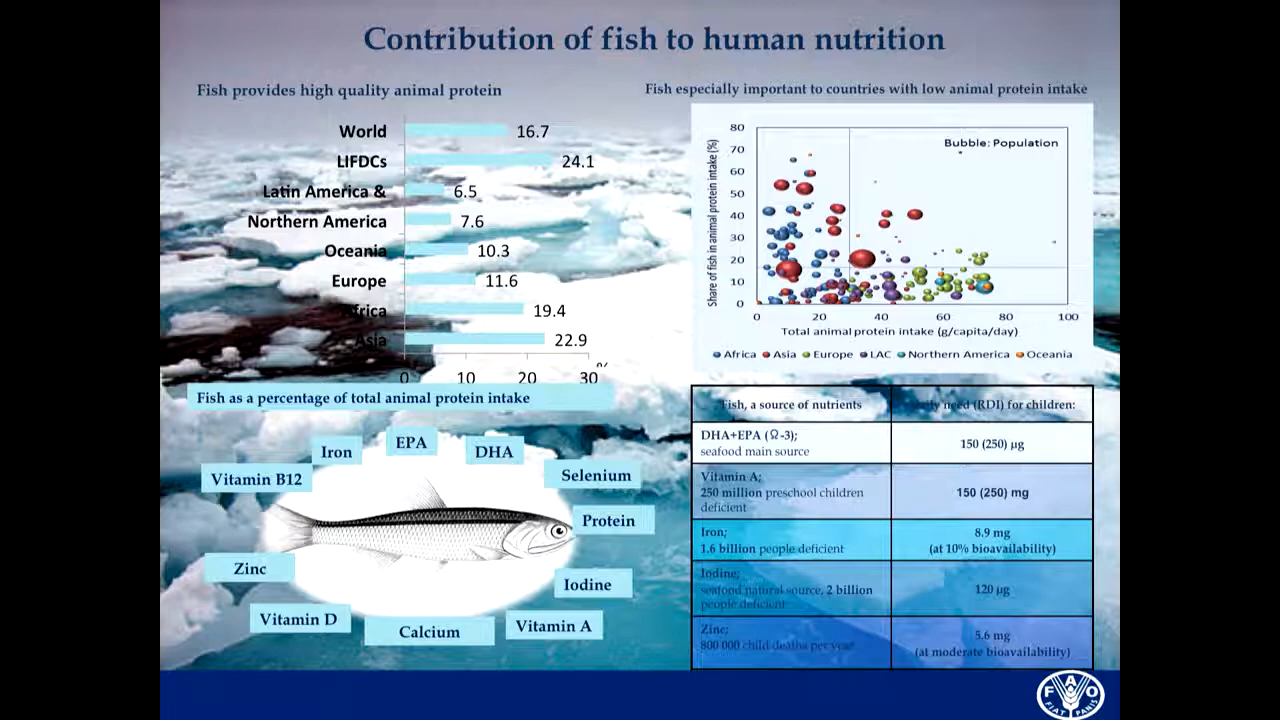 Contribution of fish to human nutrition
Fish provides high quality animal protein
World 16.7
LIFDCs 24.1
Latin America & 6.5
Northern America 7.6
Oceania 10.3
Europe 11.6
Africa 19.4
Asia 22.9
%
0 10 20 30
Fish as a percentage of total animal protein intake
Fish especially important to countries with low animal protein intake
Bubble: Population
Share of fish in animal protein intake (%)
80
70
60
50
40
30
20
10
0
0 20 40 60 80 100
Total animal protein intake (g/capita/day)
Africa Asia Europe LAC Northern America Oceania
EPA
Iron
DHA
Vitamin B12
Selenium
Protein
Zinc
Iodine
Vitamin D
Calcium
Vitamin A
Fish, a source of nutrients
need (RDI) for children:
DHA+EPA (Ω-3);
seafood main source
150 (250) µg
Vitamin A;
250 million preschool children
deficient
150 (250) mg
Iron;
1.6 billion people deficient
8.9 mg
(at 10% bioavailability)
Iodine;
seafood natural source, 2 billion
people deficient
120 µg
Zinc;
800 000 child deaths per year
5.6 mg
(at moderate bioavailability)
F A O
FIAT PANIS